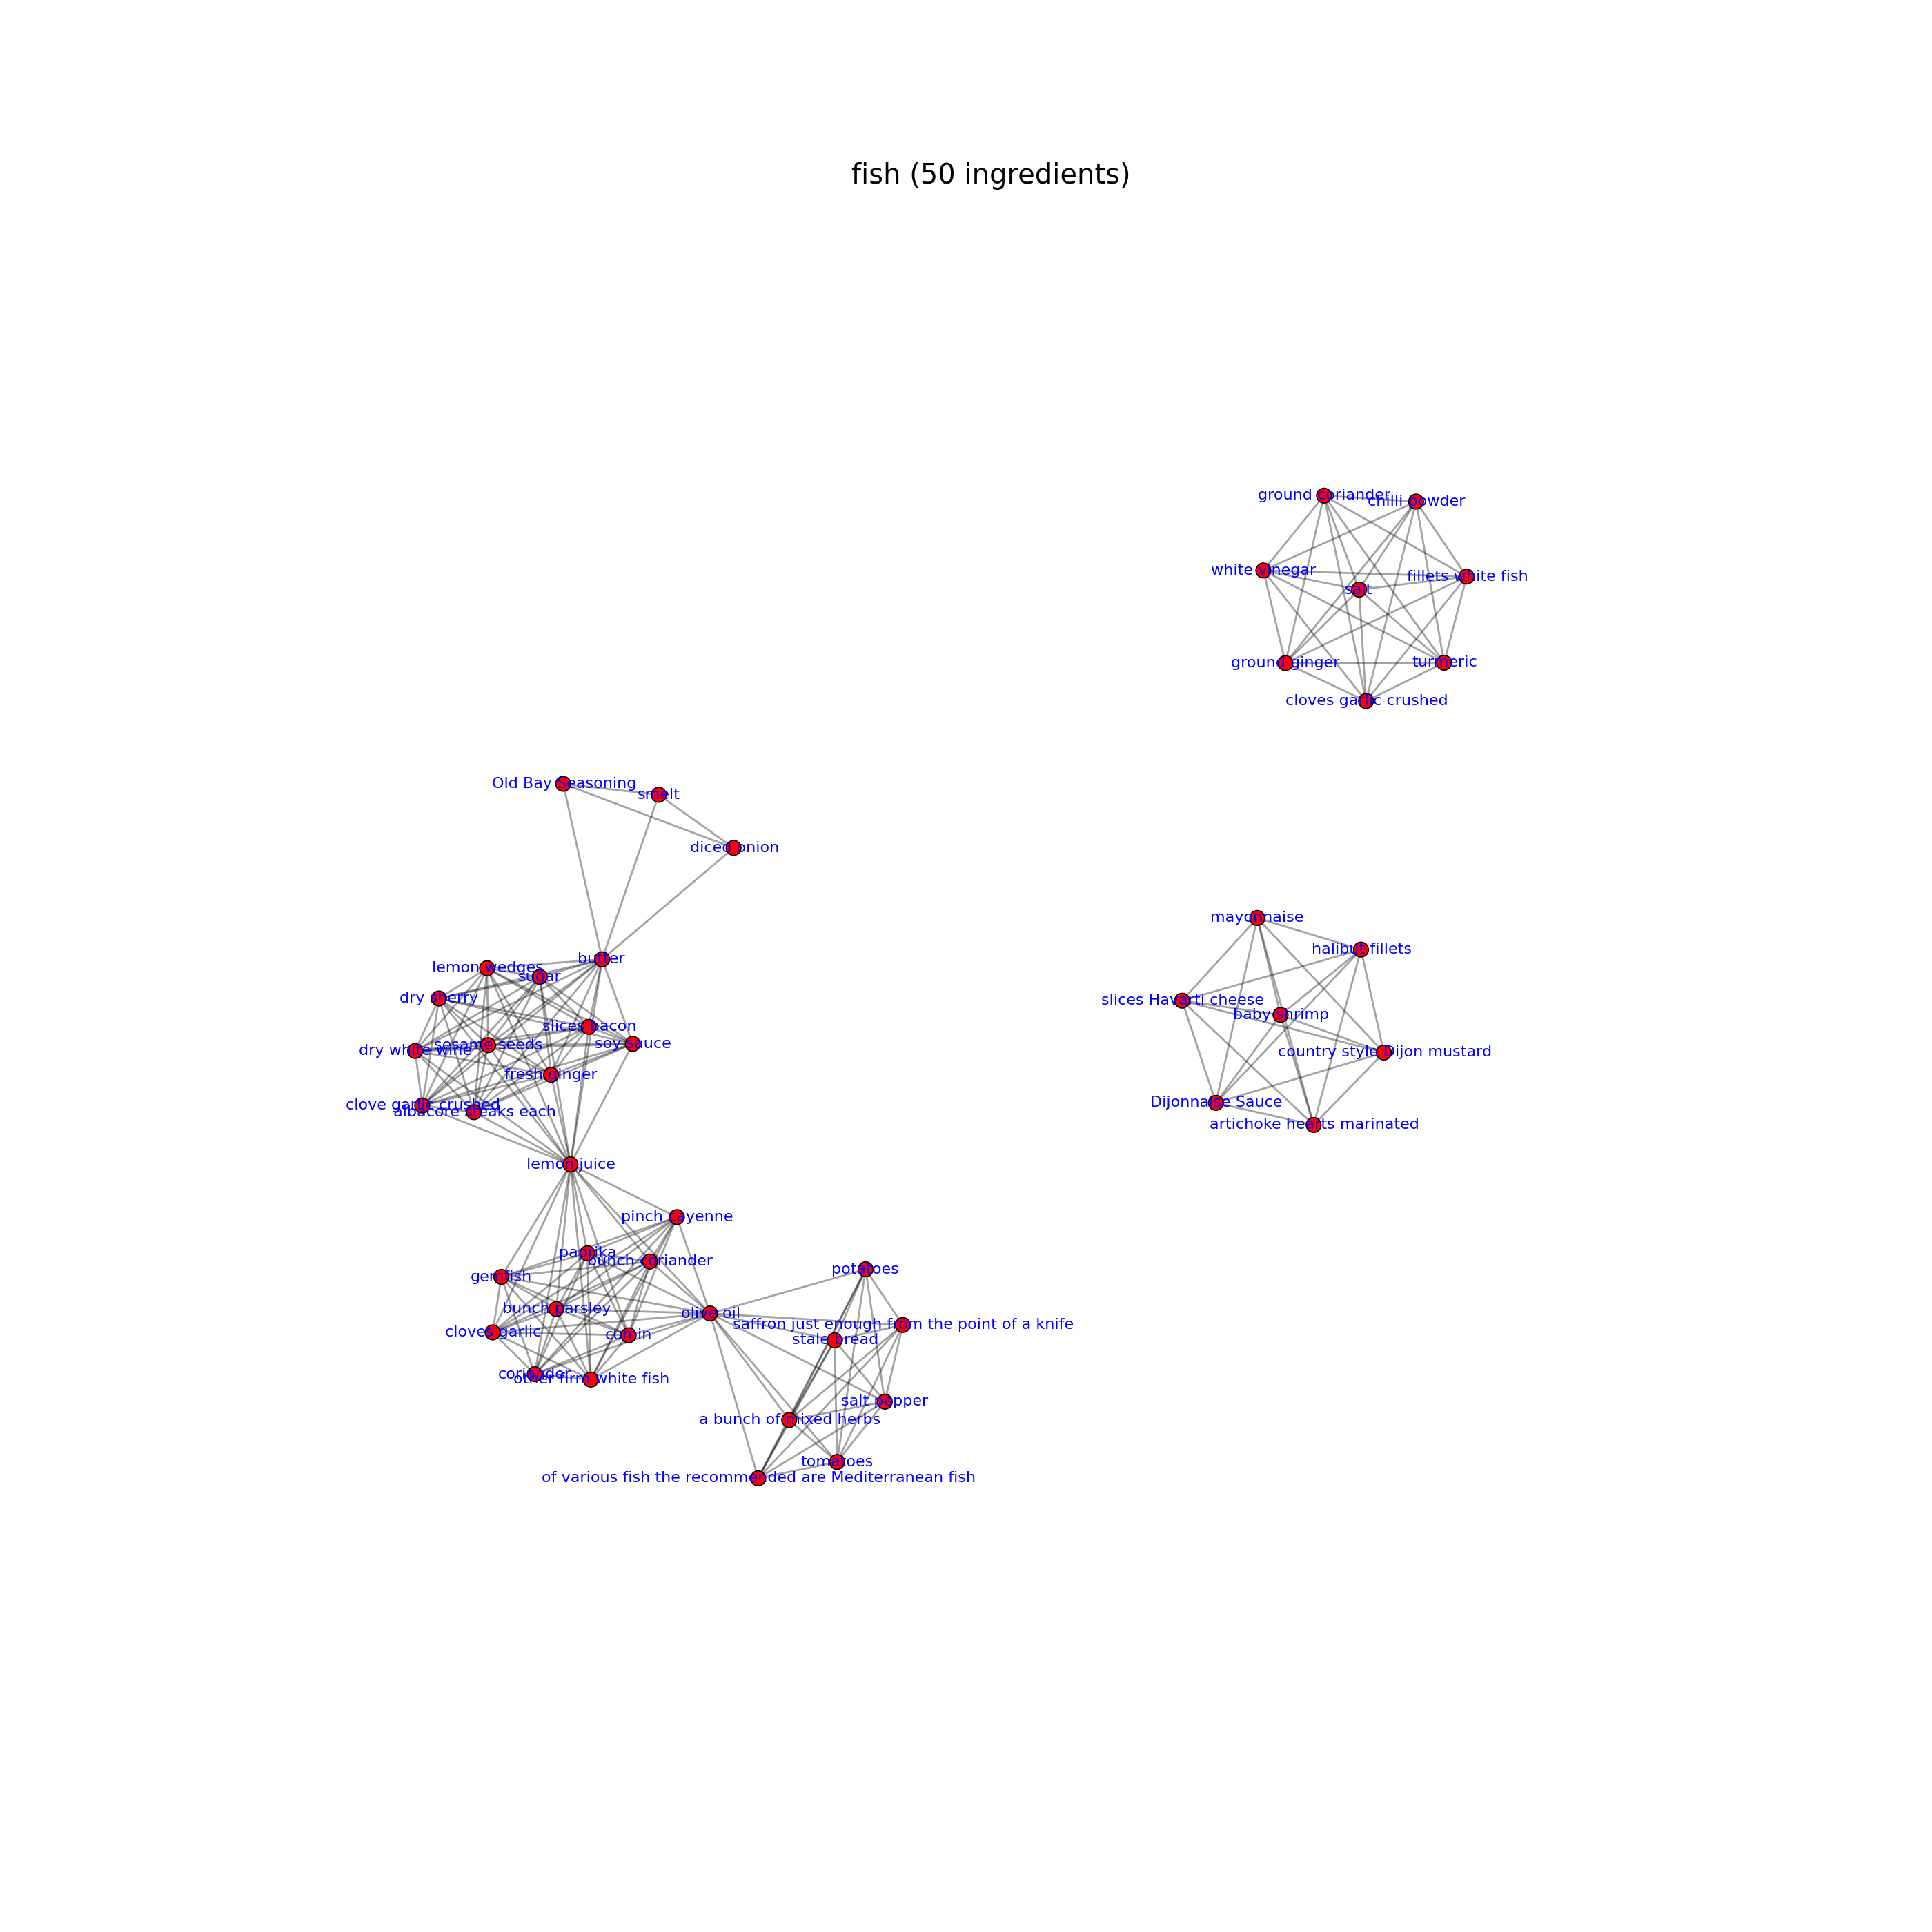 fish (50 ingredients)
ground coriander
chilli powder
white vinegar
fillets white fish
salt
ground ginger
turmeric
cloves garlic crushed
Old Bay Seasoning
smelt
diced onion
mayonnaise
halibut fillets
butter
lemon wedges
sugar
dry sherry
slices Havarti cheese
baby shrimp
slices bacon
soy sauce
sesame seeds
dry white wine
country style Dijon mustard
fresh ginger
Dijonnaise Sauce
clove garlic crushed
albacore steaks each
artichoke hearts marinated
lemon juice
pinch cayenne
paprika
bunch coriander
potatoes
gemfish
bunch parsley
olive oil
saffron just enough from the point of a knife
cloves garlic
cumin
stale bread
coriander
other firm white fish
salt pepper
a bunch of mixed herbs
tomatoes
of various fish the recommended are Mediterranean fish